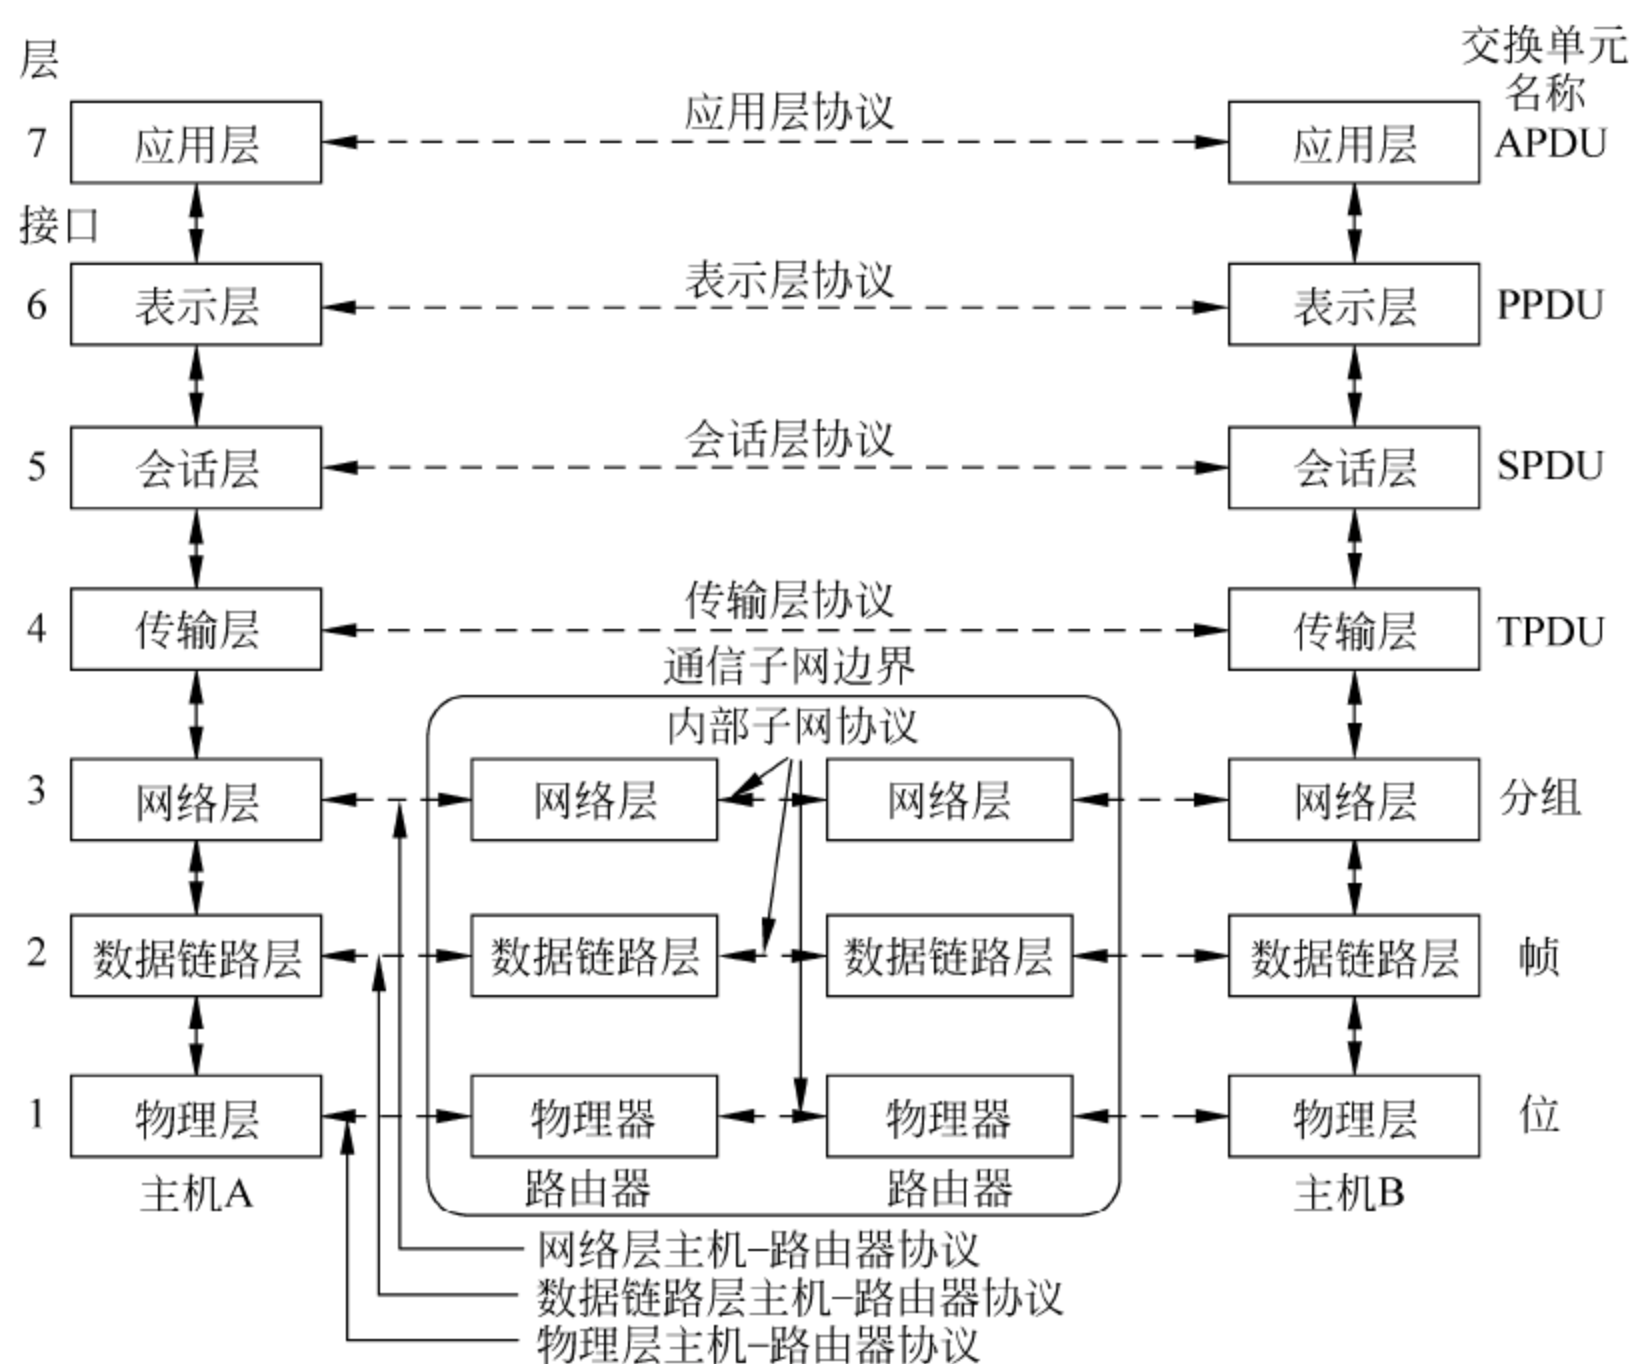 层
交换单元
名称
7
应用层
应用层协议
应用层
APDU
接口
6
表示层
表示层协议
表示层
PPDU
5
会话层
会话层协议
会话层
SPDU
4
传输层
传输层协议
传输层
TPDU
通信子网边界
内部子网协议
3
网络层
网络层
网络层
网络层
分组
2
数据链路层
数据链路层
数据链路层
数据链路层
帧
1
物理层
物理器
物理器
物理层
位
主机A
路由器
路由器
主机B
网络层主机–路由器协议
数据链路层主机–路由器协议
物理层主机–路由器协议